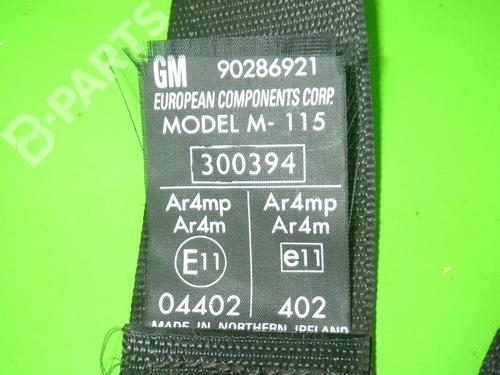 B-PARTS
GM 90286921
EUROPEAN COMPONENTS CORP.
MODEL M- 115
300394
Ar4mp Ar4mp
Ar4m Ar4m
E11 e11
04402 402
MADE IN NORTHERN IRELAND